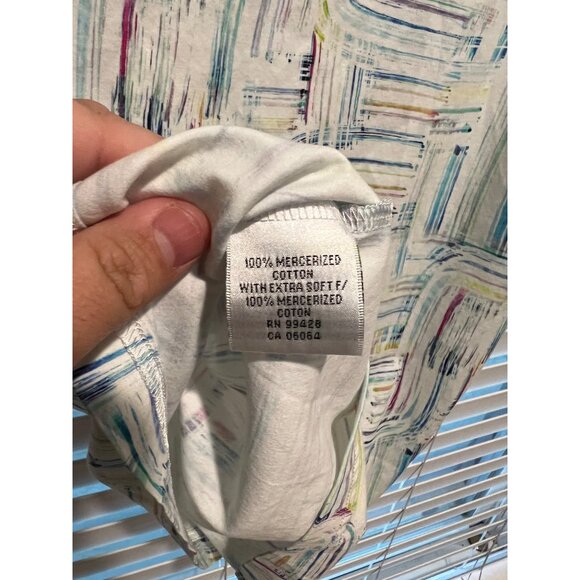 100% MERCERIZED
COTTON
WITH EXTRA SOFT F/
100% MERCERIZED
COTON
RN 99428
CA 06064